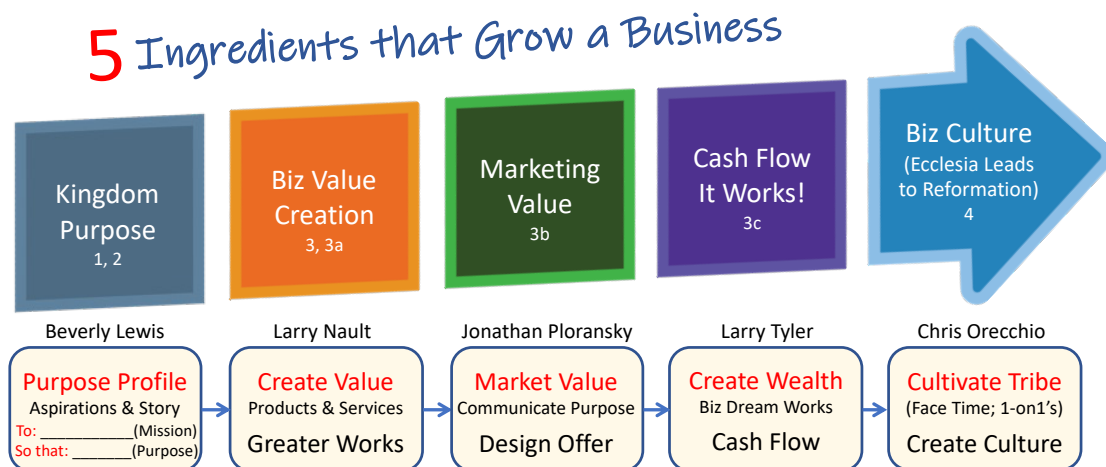 5 Ingredients that Grow a Business
Kingdom
Purpose
1, 2
Biz Value
Creation
3, 3a
Marketing
Value
3b
Cash Flow
It Works!
3c
Biz Culture
(Ecclesia Leads
to Reformation)
4
Beverly Lewis
Purpose Profile
Aspirations & Story
To: ___________(Mission)
So that: _______(Purpose)
Larry Nault
Create Value
Products & Services
Greater Works
Jonathan Ploransky
Market Value
Communicate Purpose
Design Offer
Larry Tyler
Create Wealth
Biz Dream Works
Cash Flow
Chris Orecchio
Cultivate Tribe
(Face Time; 1-on1's)
Create Culture